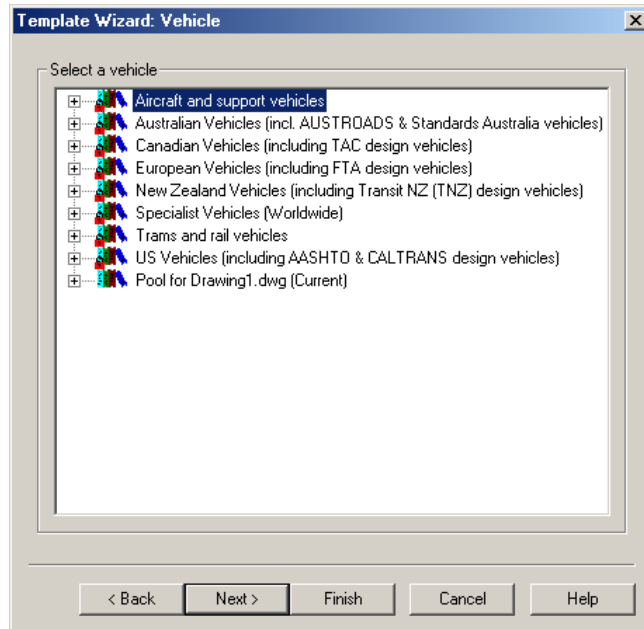 Template Wizard: Vehicle
Select a vehicle
Aircraft and support vehicles
Australian Vehicles (incl. AUSTROADS & Standards Australia vehicles)
Canadian Vehicles (including TAC design vehicles)
European Vehicles (including FTA design vehicles)
New Zealand Vehicles (including Transit NZ (TNZ) design vehicles)
Specialist Vehicles (Worldwide)
Trams and rail vehicles
US Vehicles (including AASHTO & CALTRANS design vehicles)
Pool for Drawing1.dwg (Current)
< Back Next > Finish Cancel Help